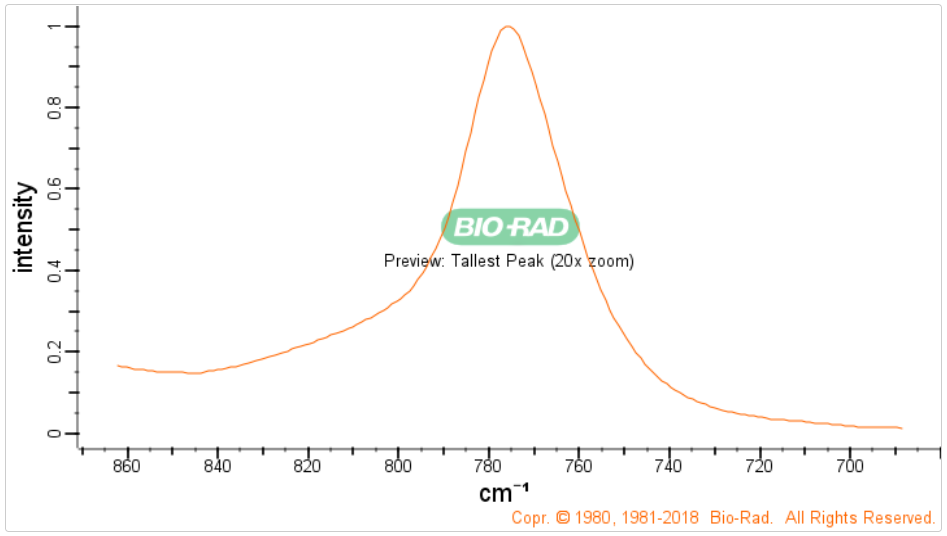 1
0.8
0.6
0.4
0.2
0
intensity
BIO-RAD
Preview: Tallest Peak (20x zoom)
860 840 820 800 780 760 740 720 700
cm⁻¹
Copr. © 1980, 1981-2018 Bio-Rad. All Rights Reserved.